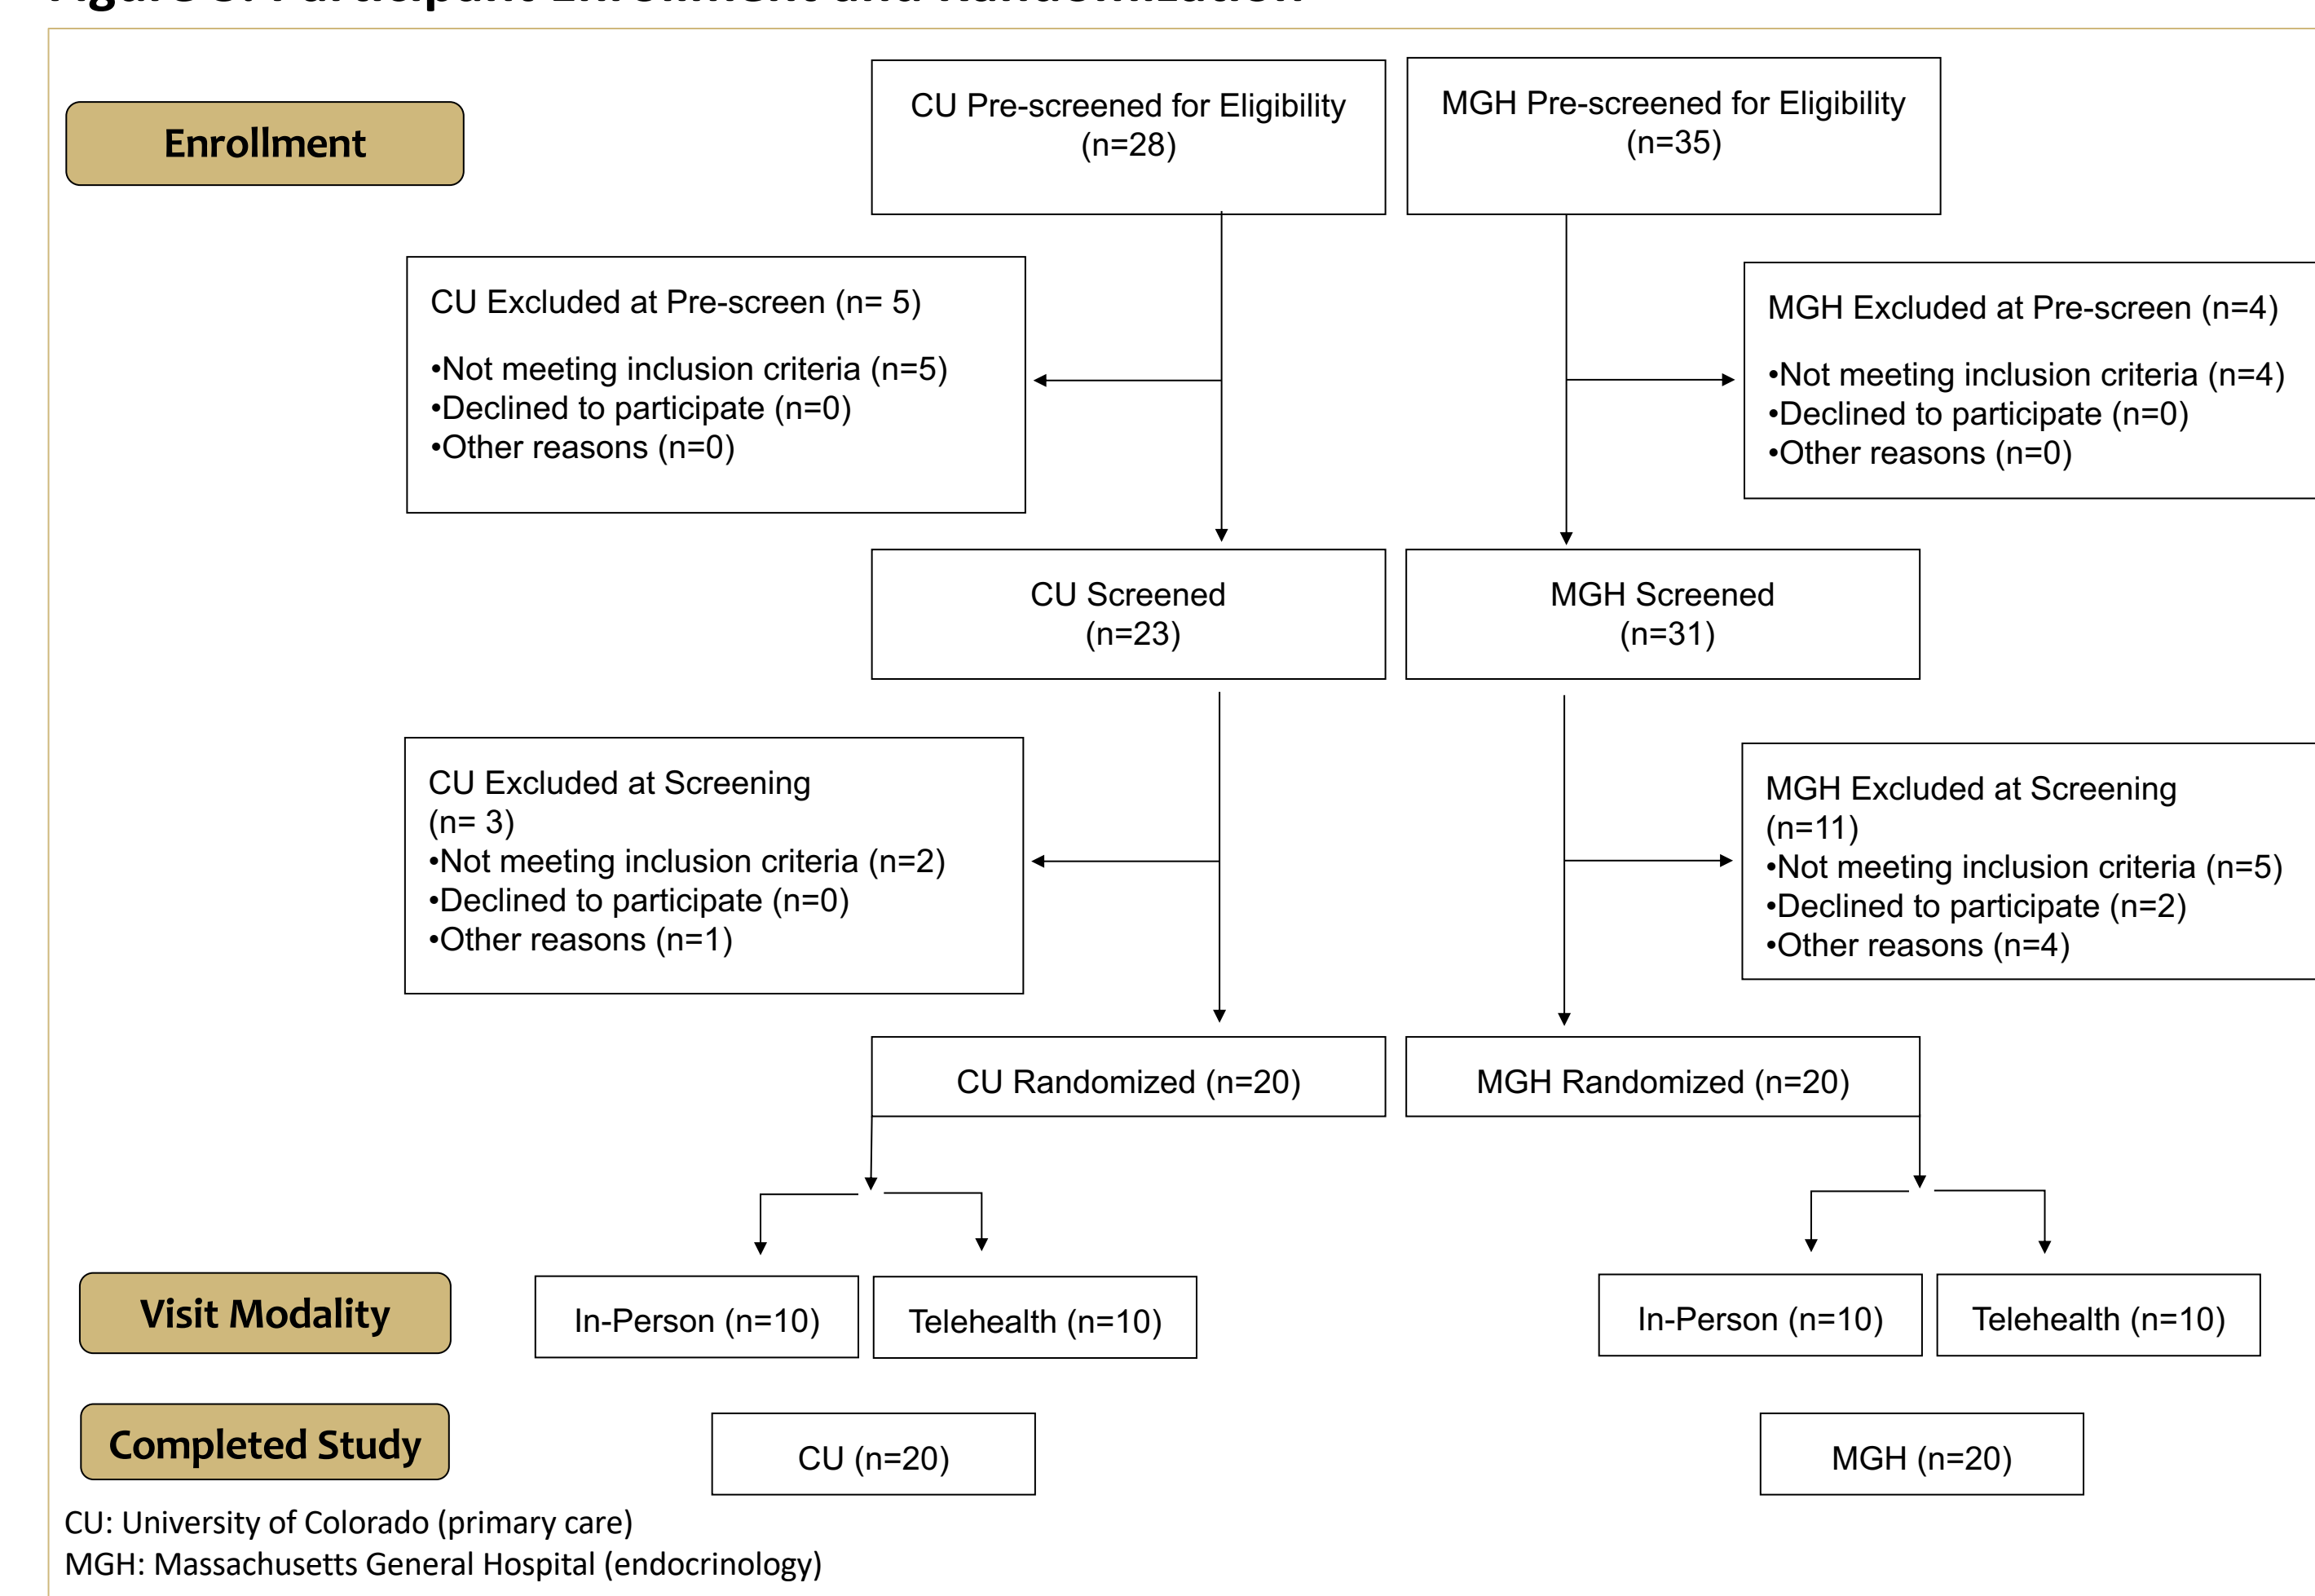 Enrollment
CU Pre-screened for Eligibility
(n=28)
MGH Pre-screened for Eligibility
(n=35)
CU Excluded at Pre-screen (n= 5)
•Not meeting inclusion criteria (n=5)
•Declined to participate (n=0)
•Other reasons (n=0)
MGH Excluded at Pre-screen (n=4)
•Not meeting inclusion criteria (n=4)
•Declined to participate (n=0)
•Other reasons (n=0)
CU Screened
(n=23)
MGH Screened
(n=31)
CU Excluded at Screening
(n= 3)
•Not meeting inclusion criteria (n=2)
•Declined to participate (n=0)
•Other reasons (n=1)
MGH Excluded at Screening
(n=11)
•Not meeting inclusion criteria (n=5)
•Declined to participate (n=2)
•Other reasons (n=4)
CU Randomized (n=20)
MGH Randomized (n=20)
Visit Modality
In-Person (n=10)
Telehealth (n=10)
In-Person (n=10)
Telehealth (n=10)
Completed Study
CU (n=20)
MGH (n=20)
CU: University of Colorado (primary care)
MGH: Massachusetts General Hospital (endocrinology)